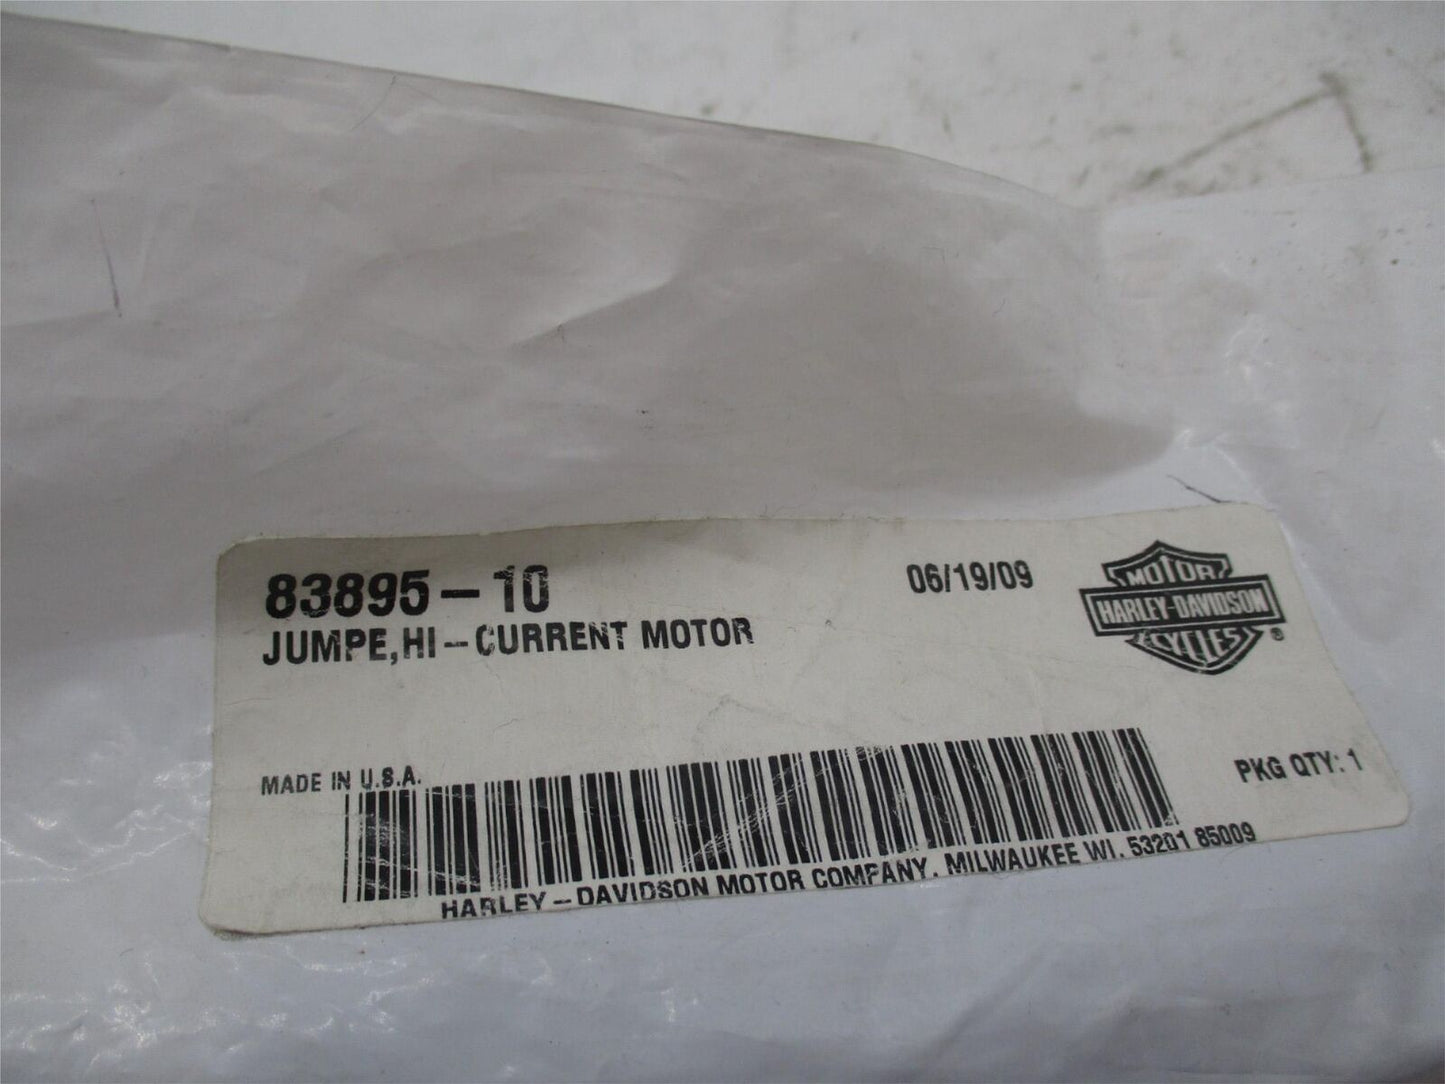 83895-10
06/19/09
JUMPE,HI-CURRENT MOTOR
MOTOR
HARLEY-DAVIDSON
CYCLES ®
MADE IN U.S.A.
PKG QTY: 1
HARLEY-DAVIDSON MOTOR COMPANY. MILWAUKEE WI. 53201 85009